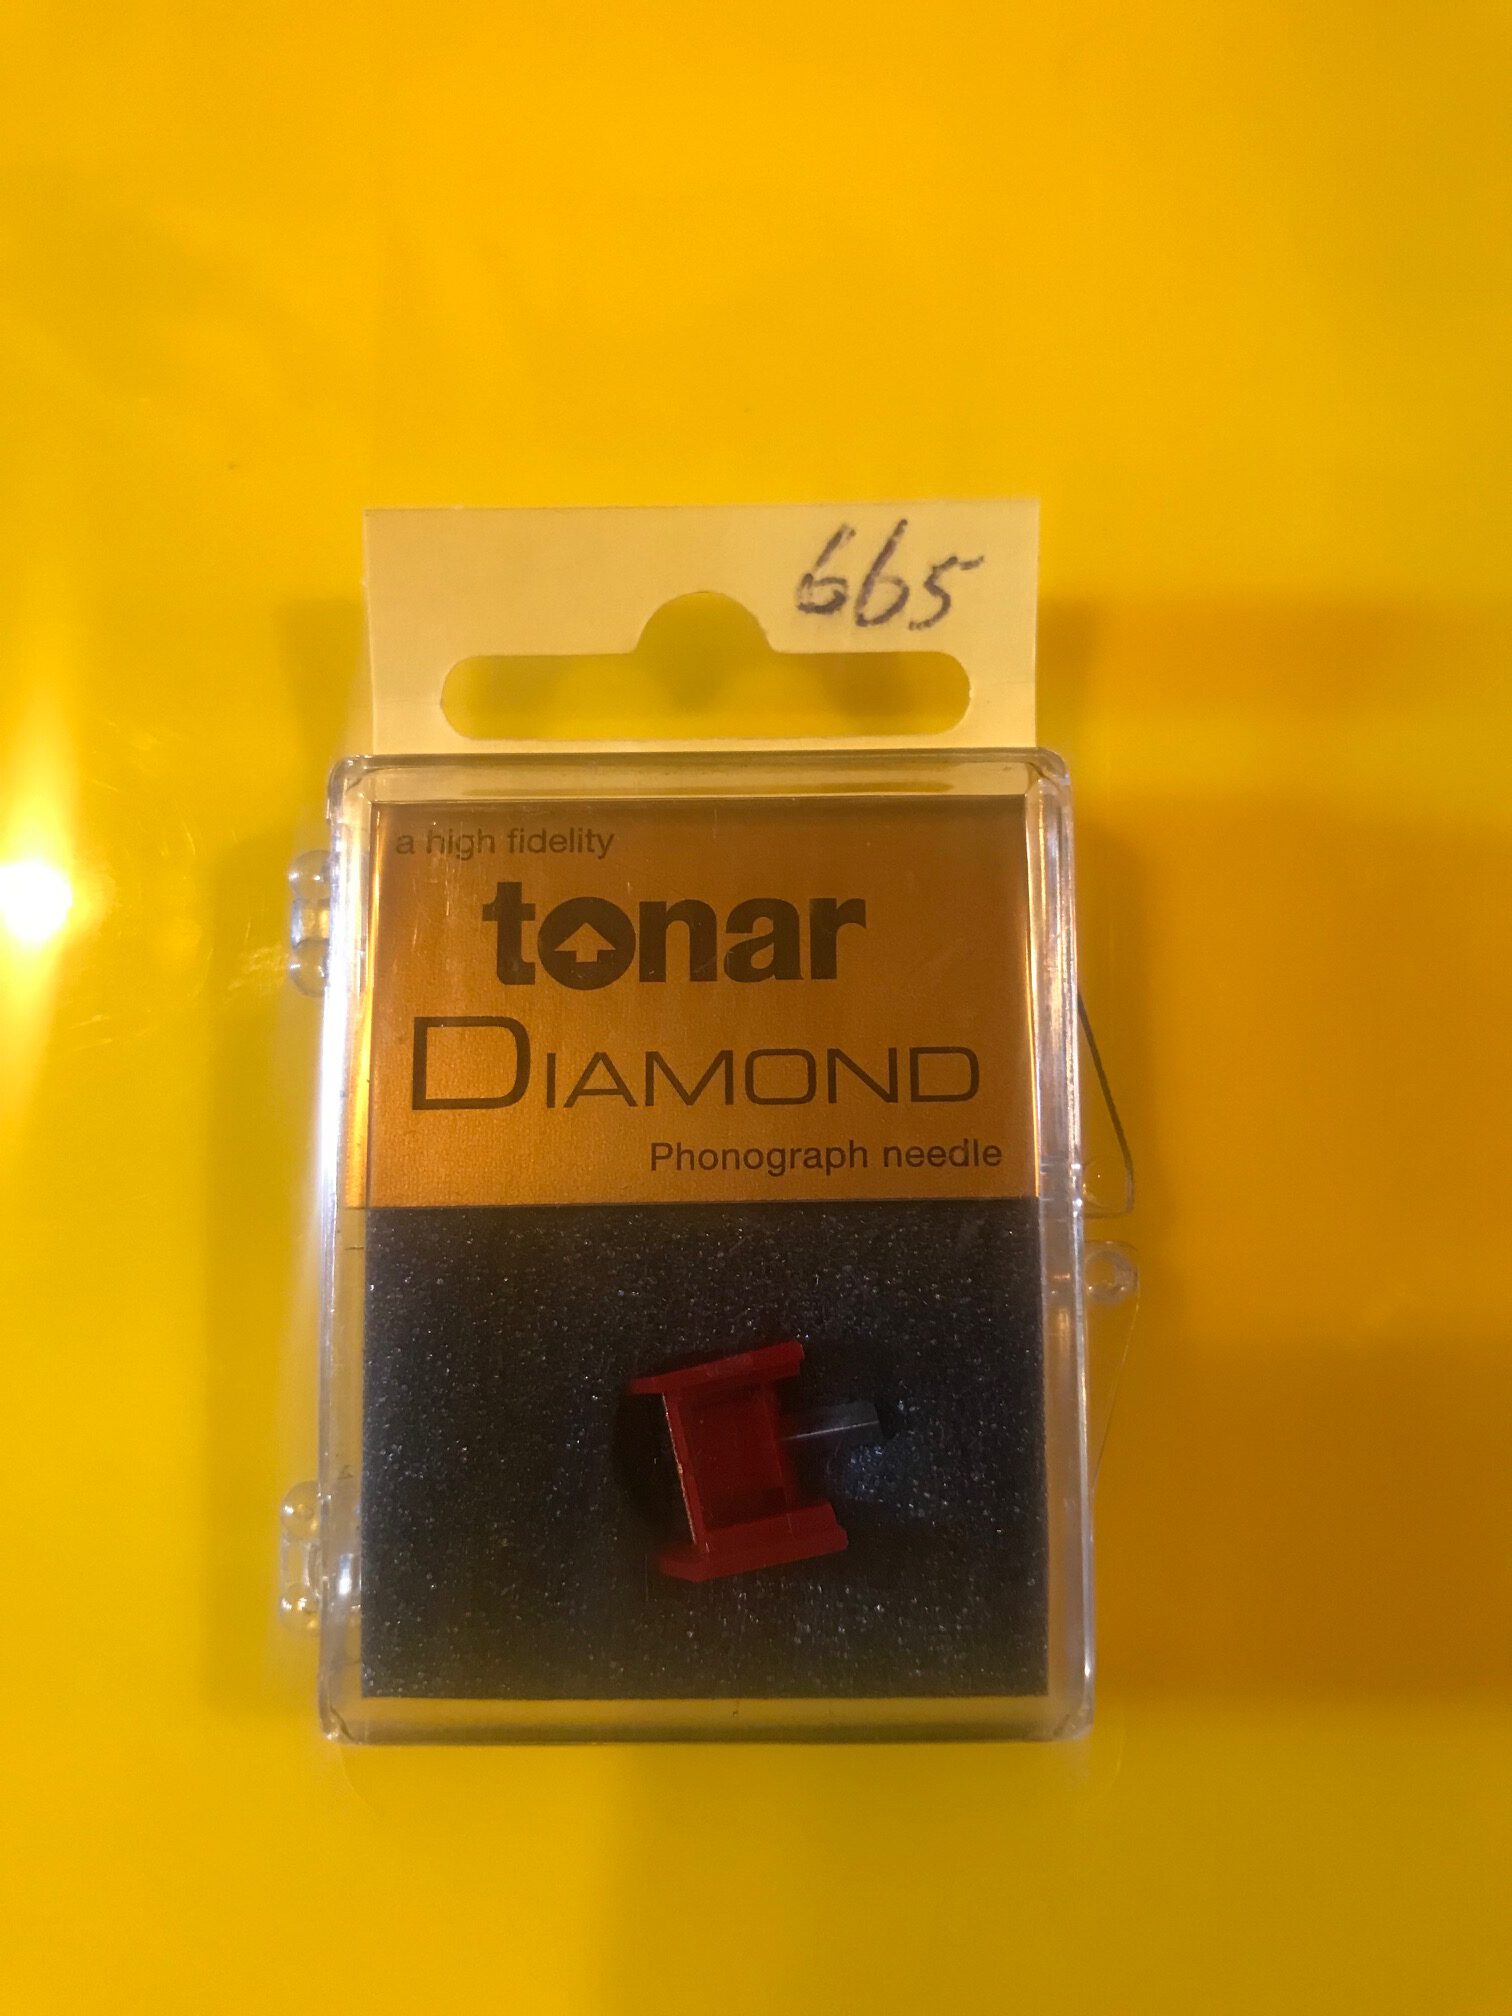 665
a high fidelity
tonar
DIAMOND
Phonograph needle